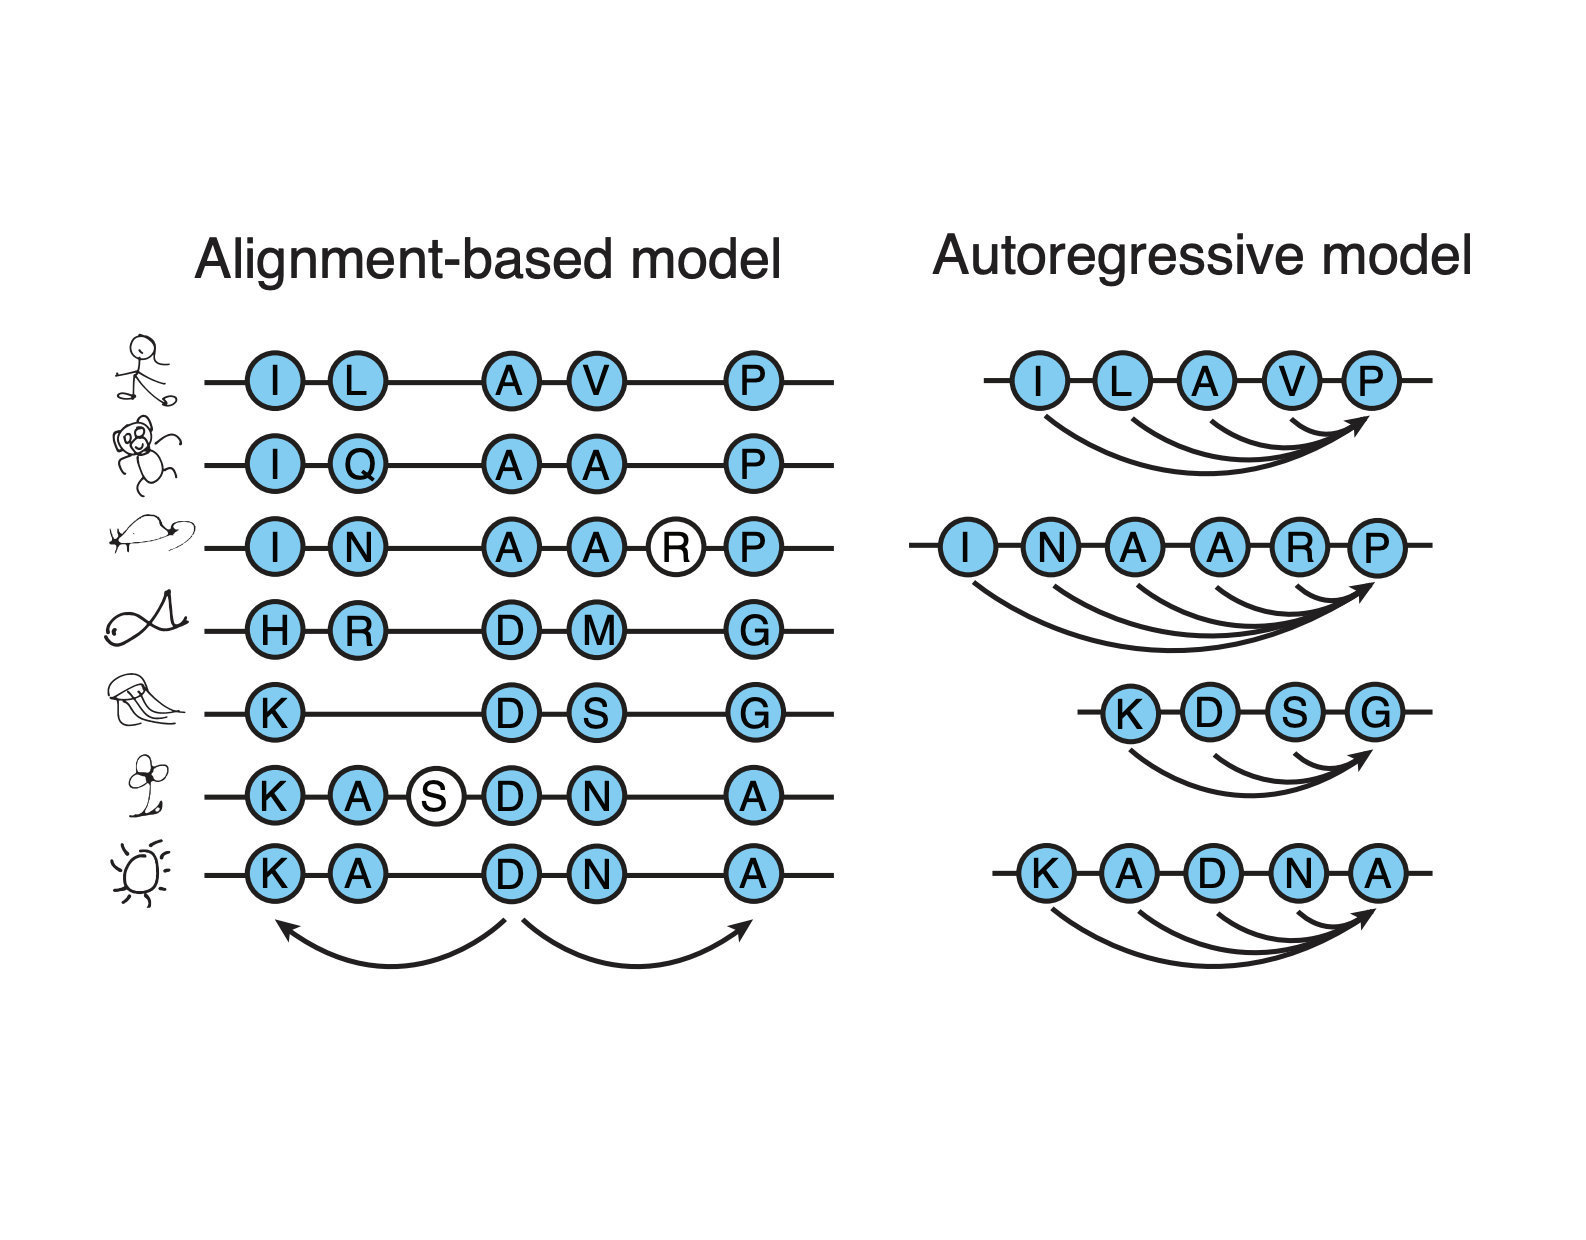 Alignment-based model
I L A V P
I Q A A P
I N A A R P
H R D M G
K D S G
K A S D N A
K A D N A
Autoregressive model
I L A V P
I N A A R P
K D S G
K A D N A